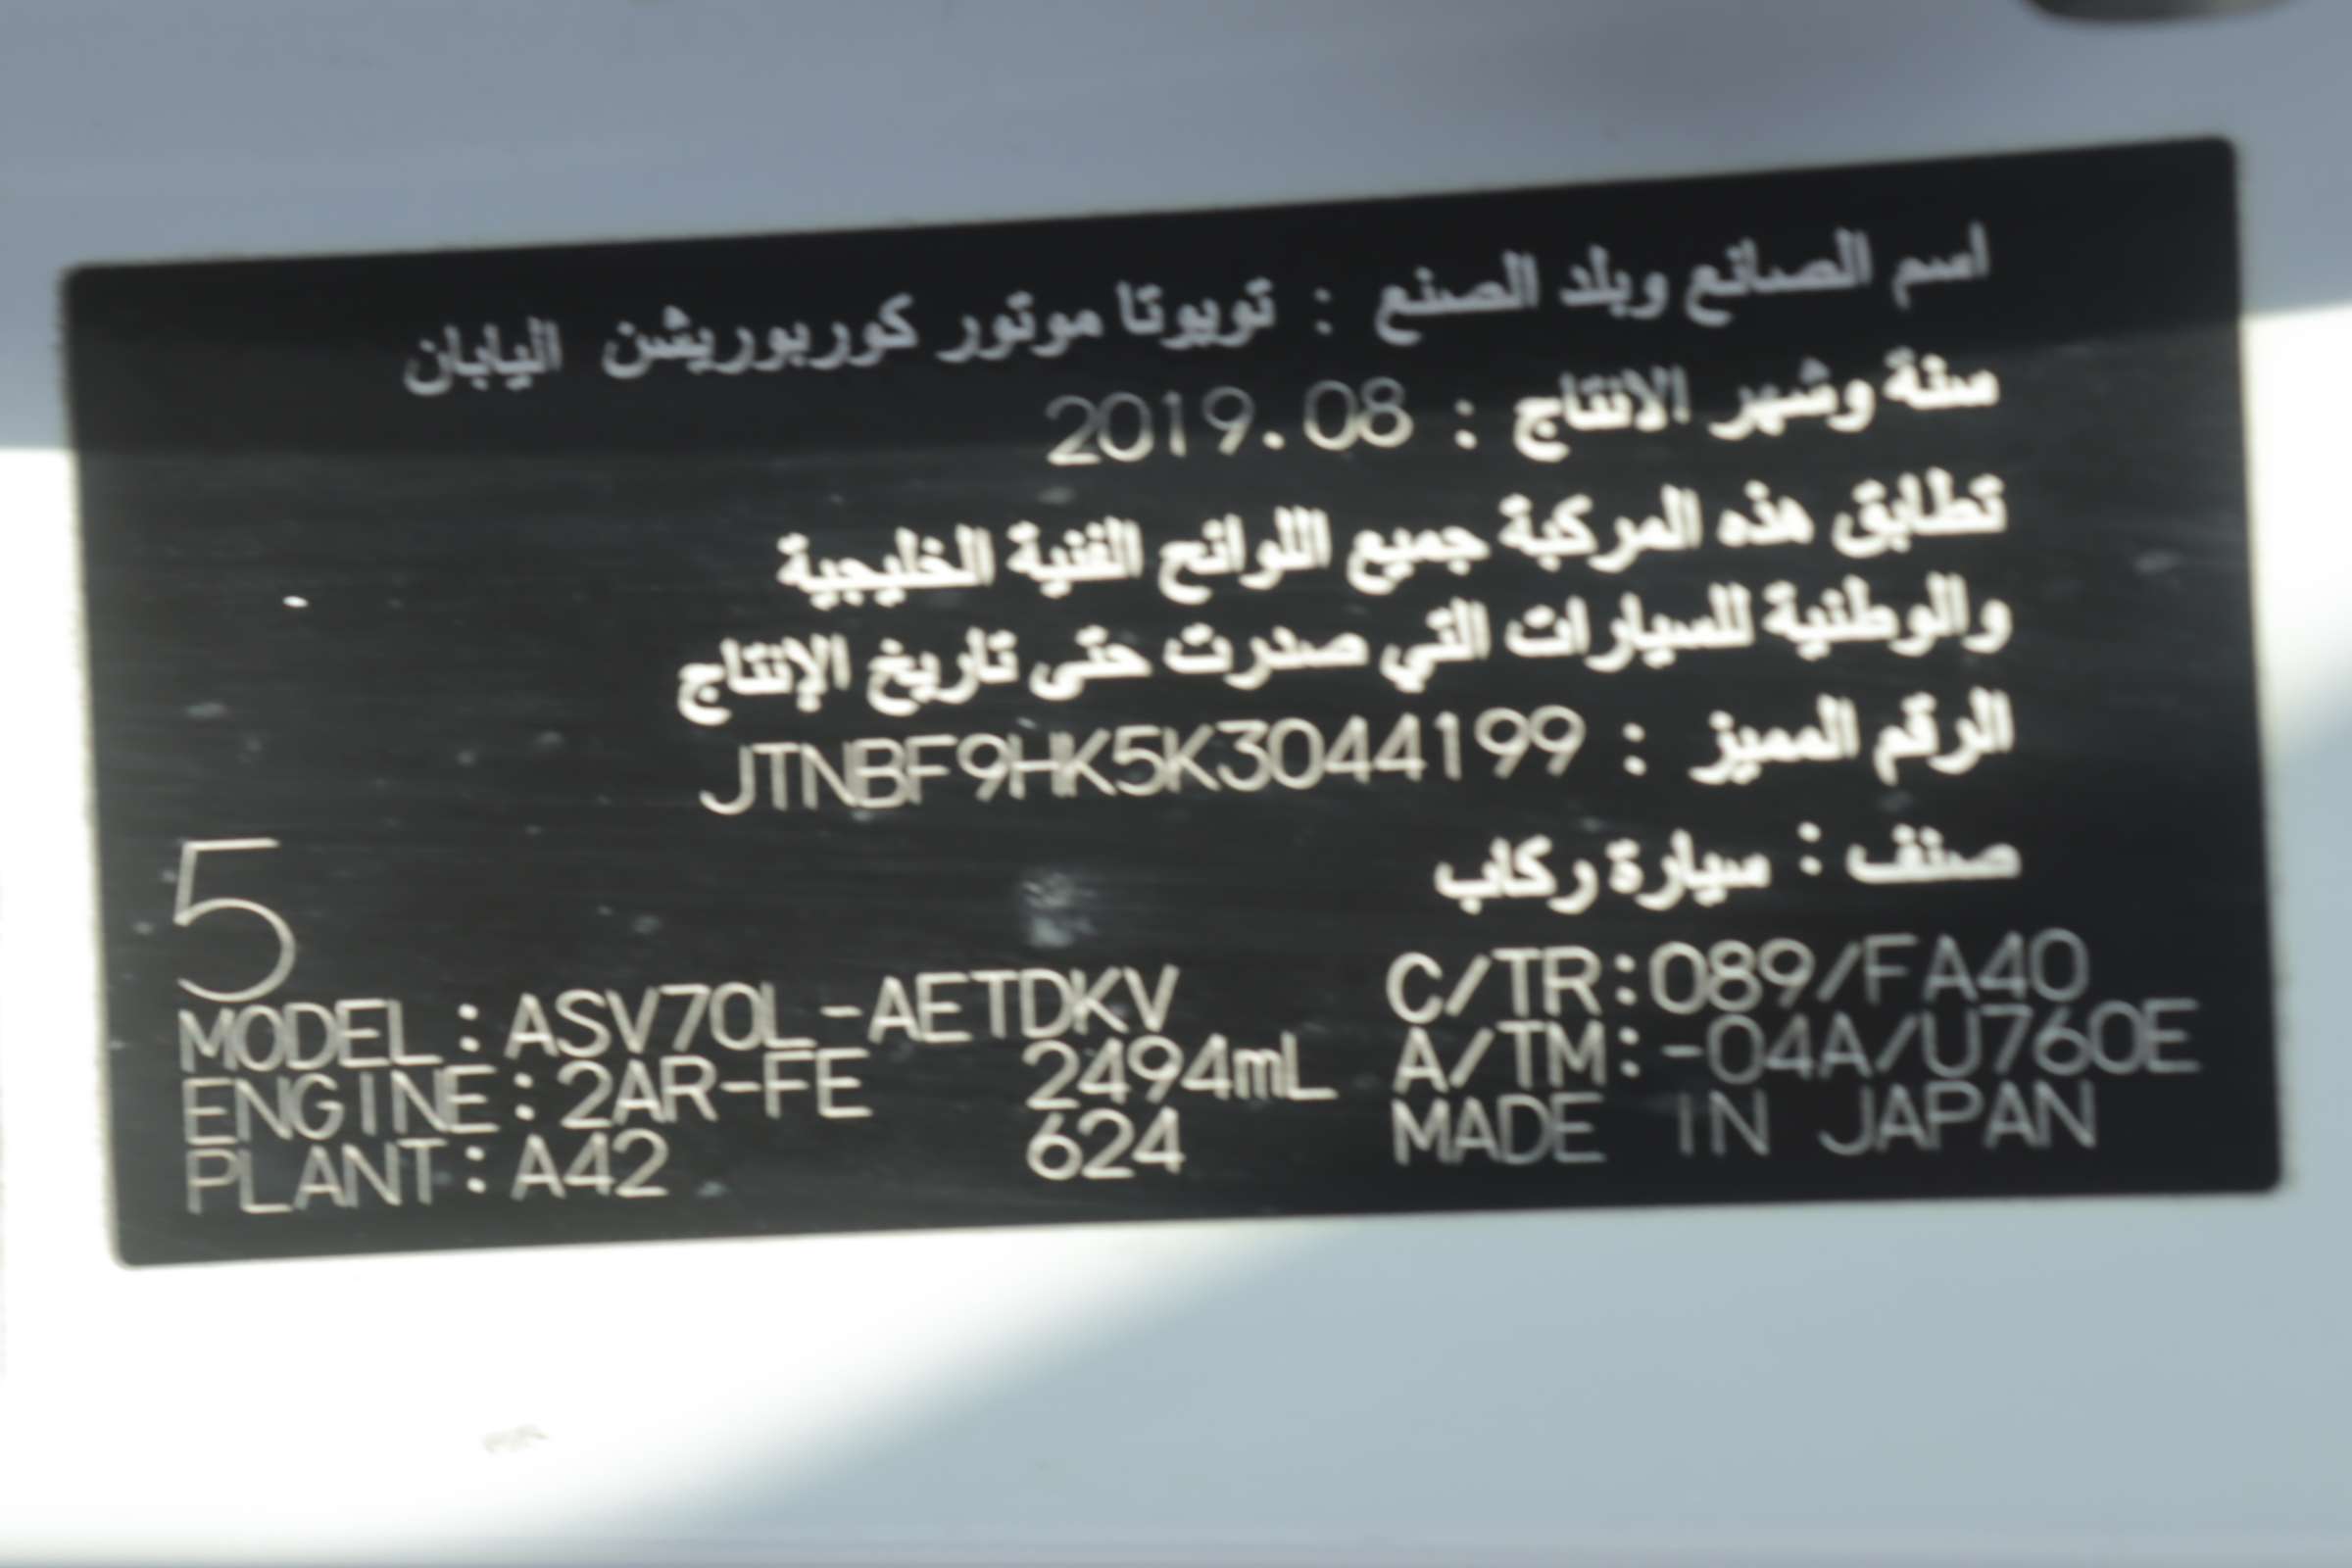 اسم الصانع وبلد الصنع : تويوتا موتور كوربوريشن اليابان
سنة وشهر الانتاج : 2019.08
تطابق هذه المركبة جميع اللوائح الفنية الخليجية
والوطنية للسيارات التي صدرت حتى تاريخ الإنتاج
الرقم المميز : JTNBF9HK5K3044199
صنف : سيارة ركاب
5
MODEL:ASV70L-AETDKV C/TR:089/FA40
ENGINE:2AR-FE 2494mL A/TM:-04A/U760E
PLANT:A42 624 MADE IN JAPAN